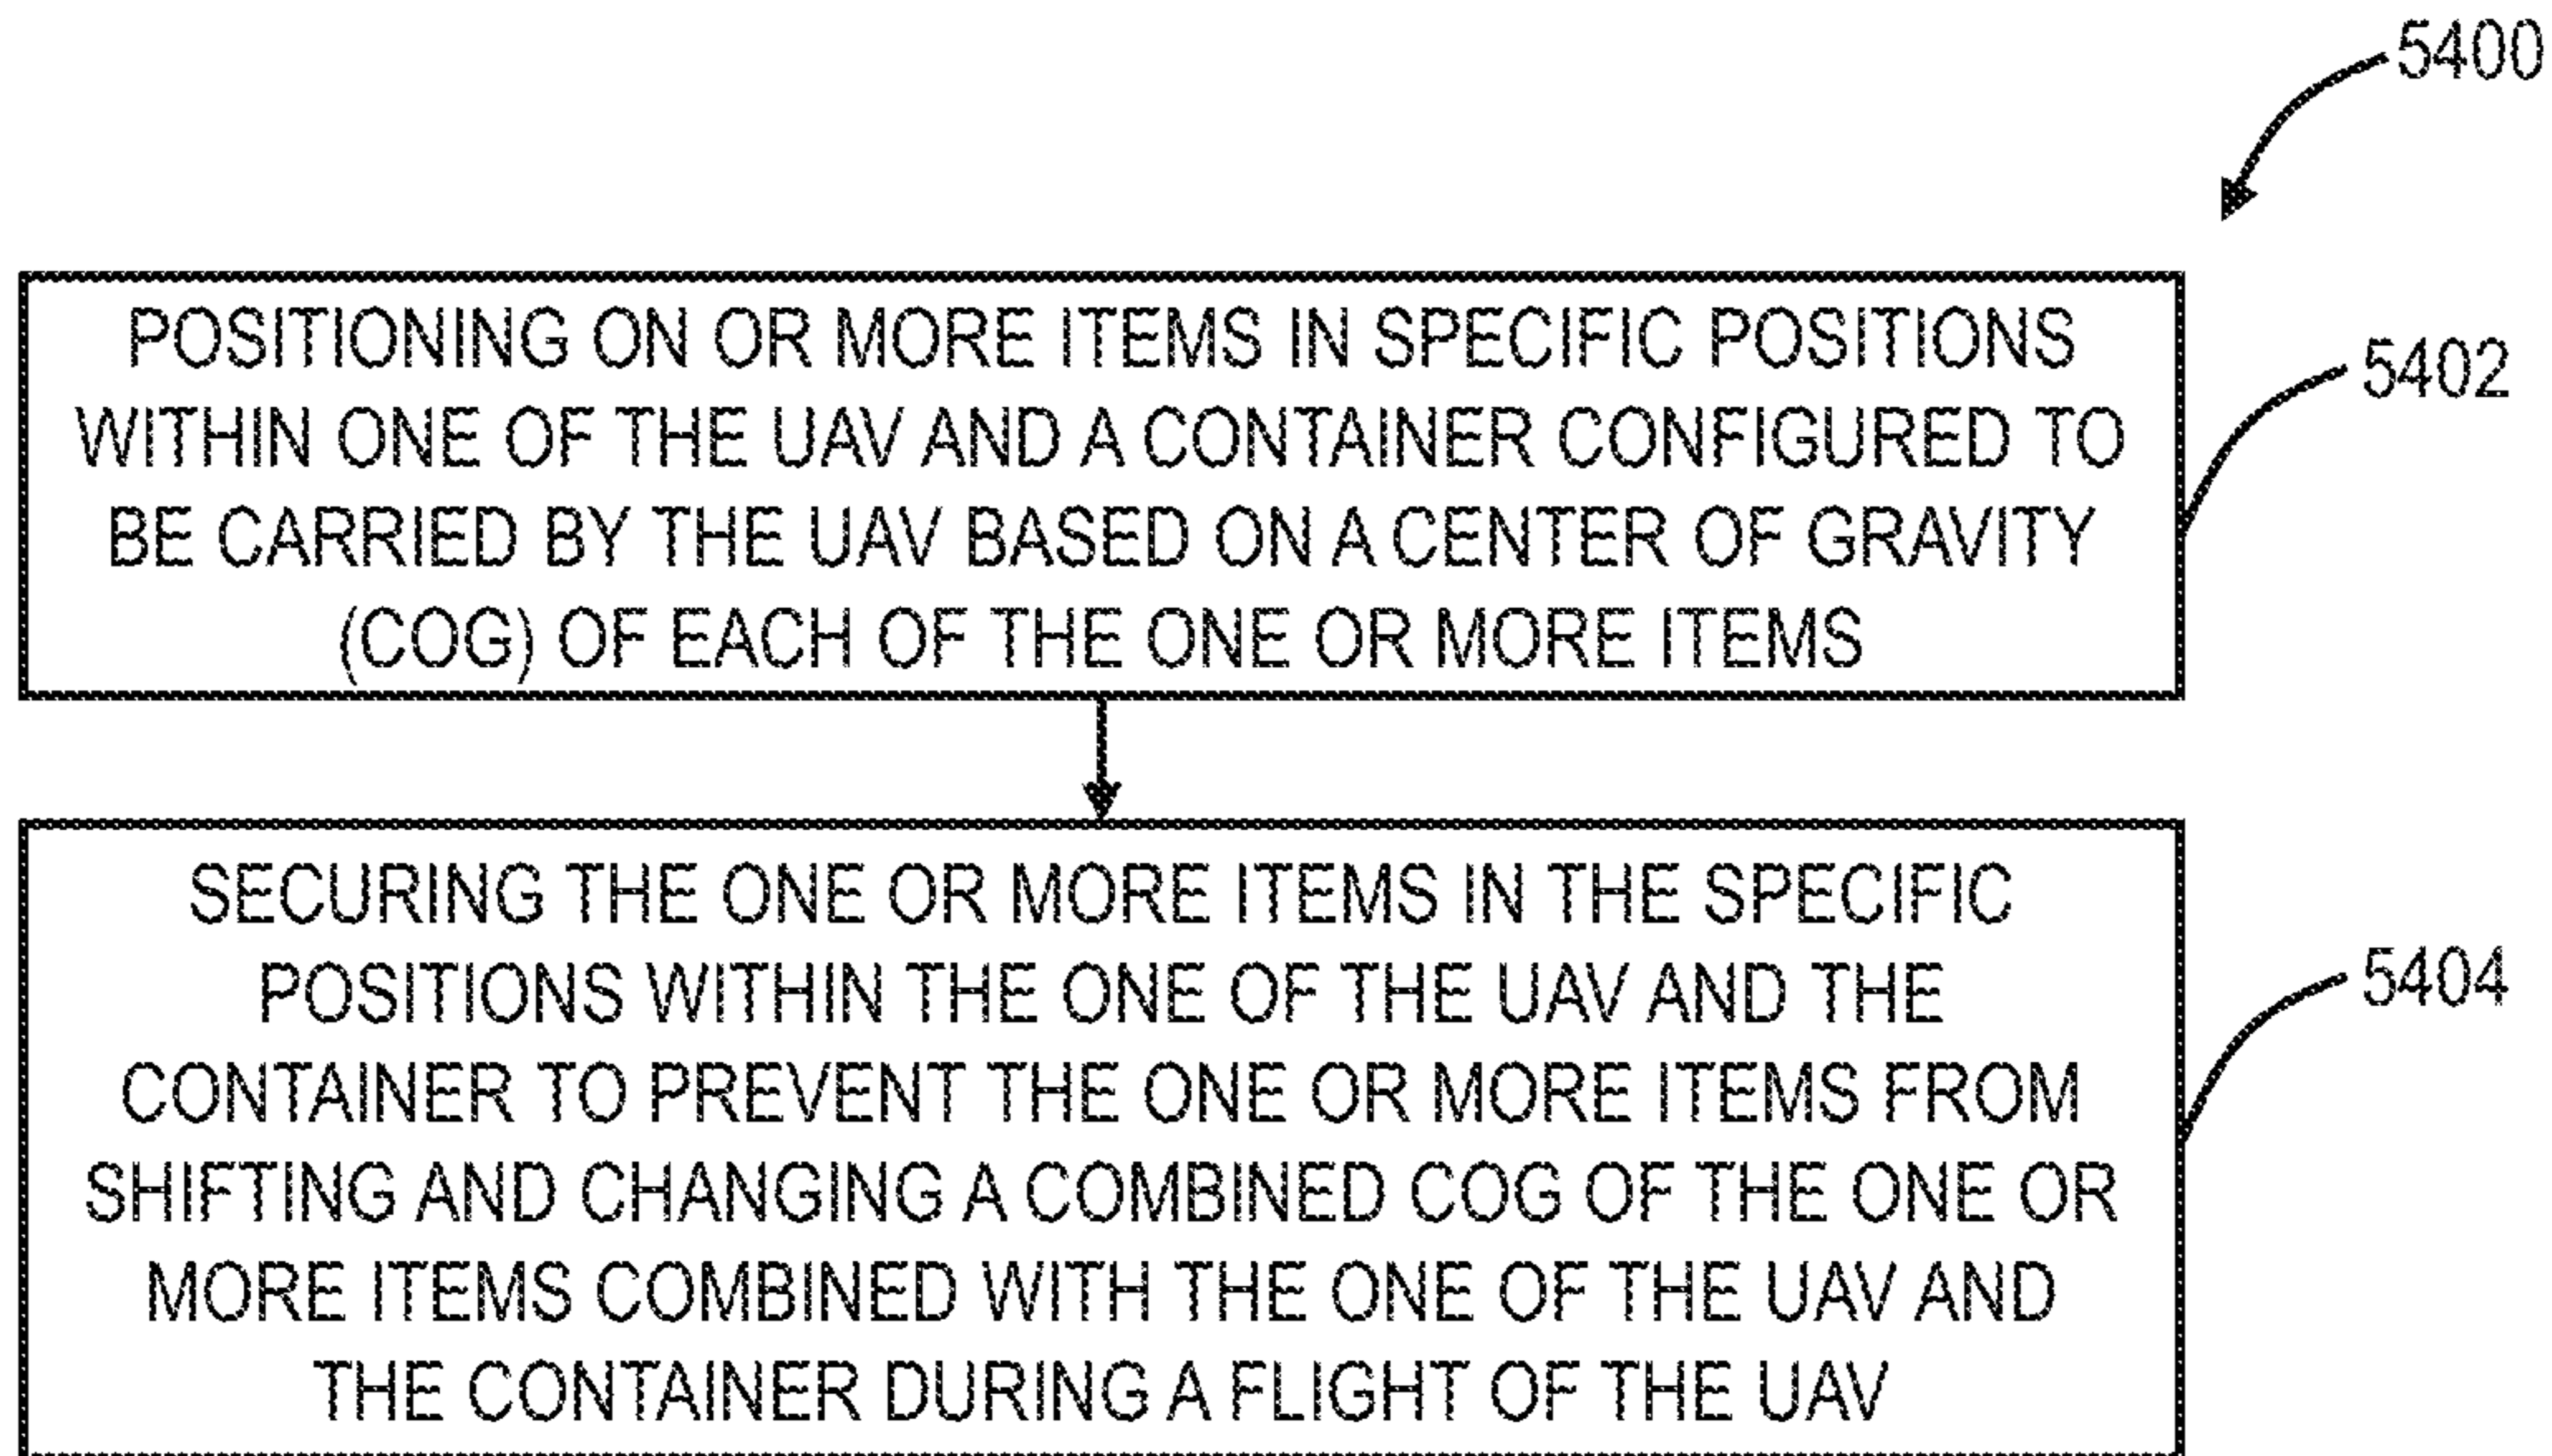 5400
POSITIONING ON OR MORE ITEMS IN SPECIFIC POSITIONS
WITHIN ONE OF THE UAV AND A CONTAINER CONFIGURED TO
BE CARRIED BY THE UAV BASED ON A CENTER OF GRAVITY
(COG) OF EACH OF THE ONE OR MORE ITEMS
5402
SECURING THE ONE OR MORE ITEMS IN THE SPECIFIC
POSITIONS WITHIN THE ONE OF THE UAV AND THE
CONTAINER TO PREVENT THE ONE OR MORE ITEMS FROM
SHIFTING AND CHANGING A COMBINED COG OF THE ONE OR
MORE ITEMS COMBINED WITH THE ONE OF THE UAV AND
THE CONTAINER DURING A FLIGHT OF THE UAV
5404